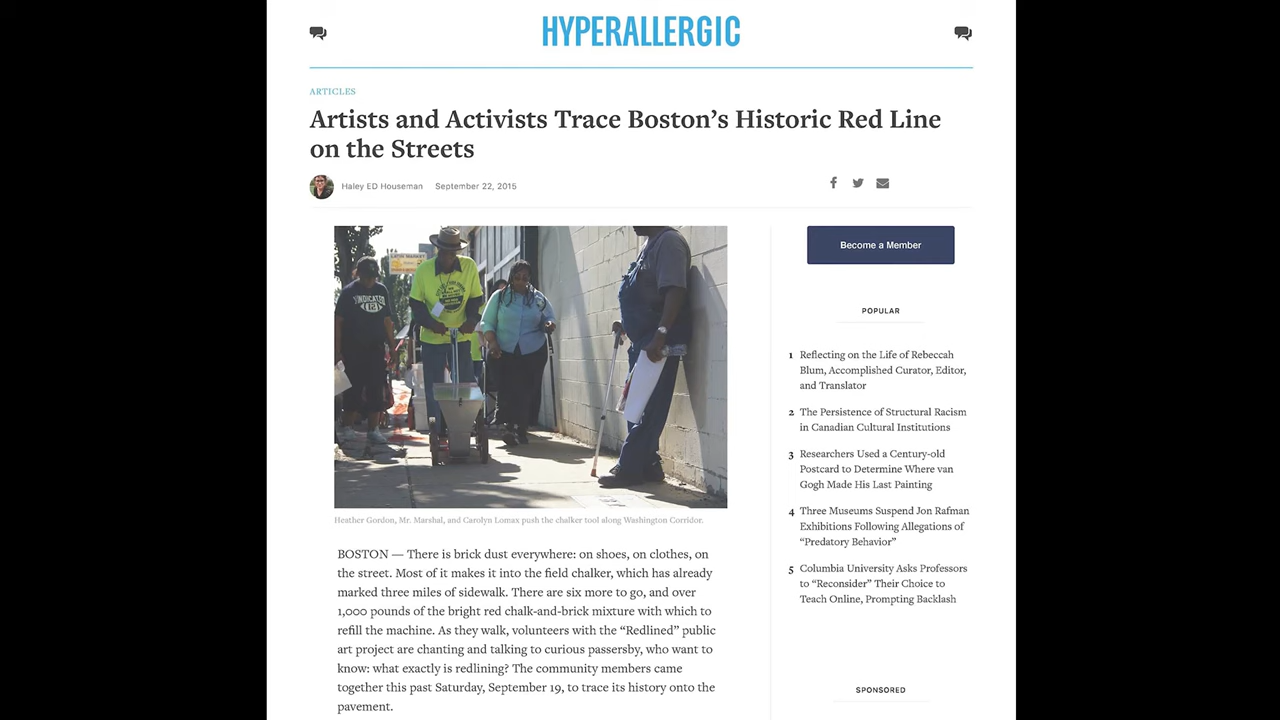 HYPERALLERGIC
ARTICLES
Artists and Activists Trace Boston's Historic Red Line
on the Streets
Haley ED Houseman September 22, 2015
Become a Member
VINDICATED
Heather Gordon, Mr. Marshal, and Carolyn Lomax push the chalker tool along Washington Corridor.
BOSTON — There is brick dust everywhere: on shoes, on clothes, on
the street. Most of it makes it into the field chalker, which has already
marked three miles of sidewalk. There are six more to go, and over
1,000 pounds of the bright red chalk-and-brick mixture with which to
refill the machine. As they walk, volunteers with the “Redlined” public
art project are chanting and talking to curious passersby, who want to
know: what exactly is redlining? The community members came
together this past Saturday, September 19, to trace its history onto the
pavement.
POPULAR
1 Reflecting on the Life of Rebeccah
Blum, Accomplished Curator, Editor,
and Translator
2 The Persistence of Structural Racism
in Canadian Cultural Institutions
3 Researchers Used a Century-old
Postcard to Determine Where van
Gogh Made His Last Painting
4 Three Museums Suspend Jon Rafman
Exhibitions Following Allegations of
“Predatory Behavior”
5 Columbia University Asks Professors
to “Reconsider” Their Choice to
Teach Online, Prompting Backlash
SPONSORED